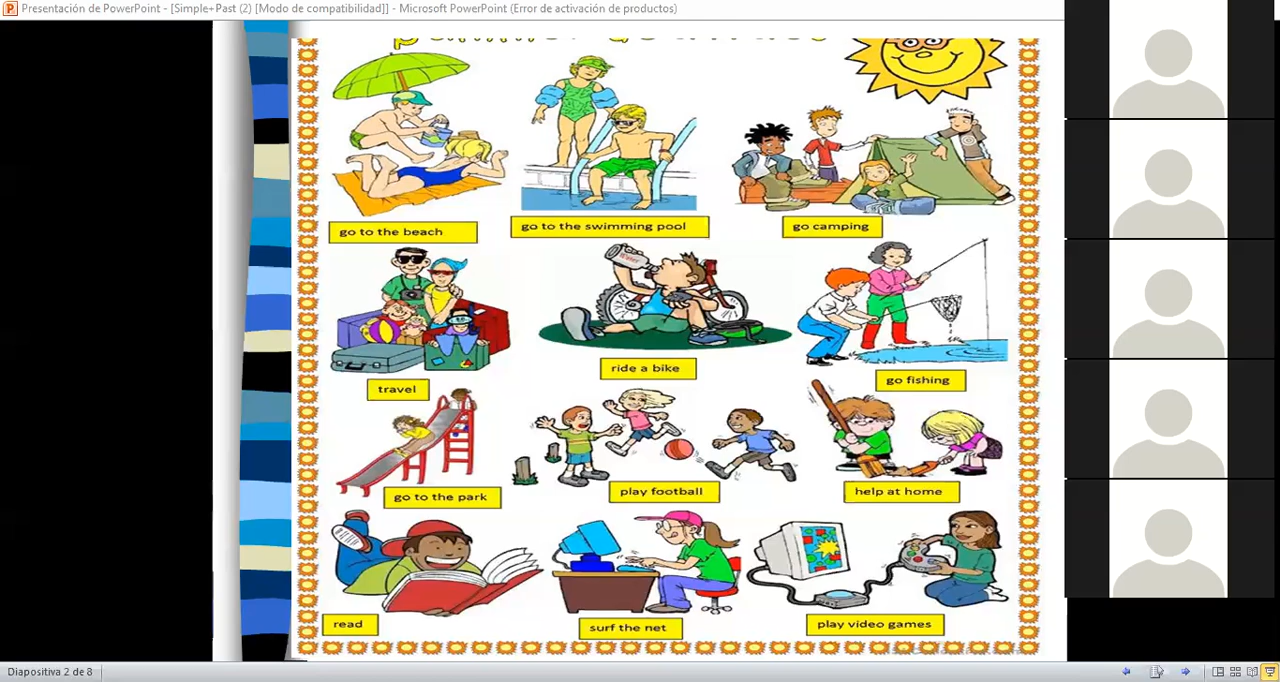 Presentación de PowerPoint - [Simple+Past (2) [Modo de compatibilidad]] - Microsoft PowerPoint (Error de activación de productos)
go to the beach
go to the swimming pool
go camping
Water
travel
ride a bike
go fishing
go to the park
play football
help at home
read
surf the net
play video games
Diapositiva 2 de 8